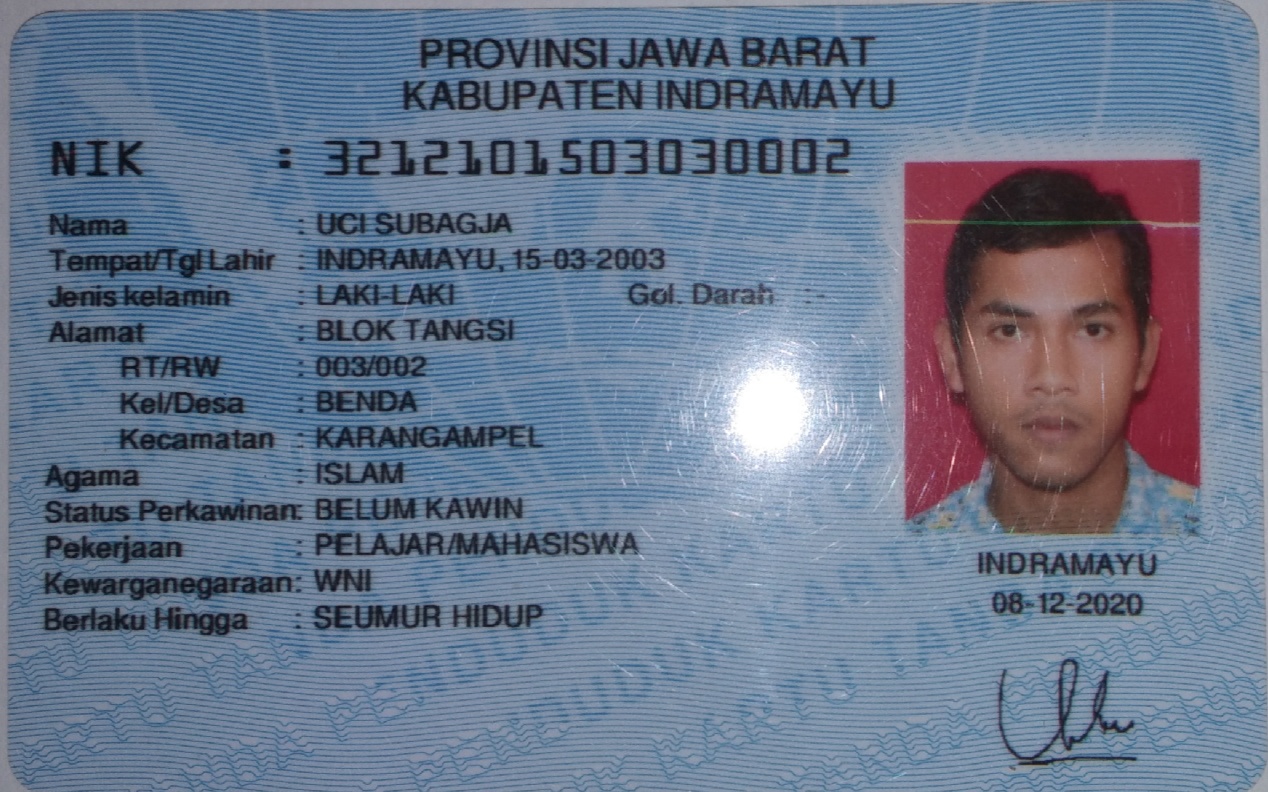 PROVINSI JAWA BARAT
KABUPATEN INDRAMAYU
NIK : 3212101503030002
Nama : UCI SUBAGJA
Tempat/Tgl Lahir : INDRAMAYU, 15-03-2003
Jenis kelamin : LAKI-LAKI Gol. Darah : -
Alamat : BLOK TANGSI
RT/RW : 003/002
Kel/Desa : BENDA
Kecamatan : KARANGAMPEL
Agama : ISLAM
Status Perkawinan: BELUM KAWIN
Pekerjaan : PELAJAR/MAHASISWA
Kewarganegaraan: WNI
Berlaku Hingga : SEUMUR HIDUP
INDRAMAYU
08-12-2020